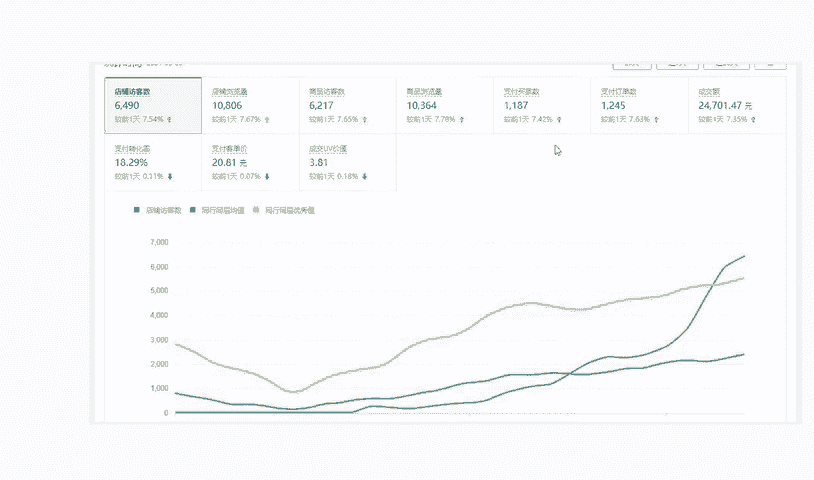 店铺访客数
6,490
较前1天 7.54%
店铺浏览量
10,806
较前1天 7.67%
商品访客数
6,217
较前1天 7.65%
商品浏览量
10,364
较前1天 7.78%
支付买家数
1,187
较前1天 7.42%
支付订单数
1,245
较前1天 7.63%
成交额
24,701.47 元
较前1天 7.35%
支付转化率
18.29%
较前1天 0.11%
支付客单价
20.81 元
较前1天 0.07%
成交UV价值
3.81
较前1天 0.18%
店铺访客数 同行同层均值 同行同层优秀值
7,000
6,000
5,000
4,000
3,000
2,000
1,000
0